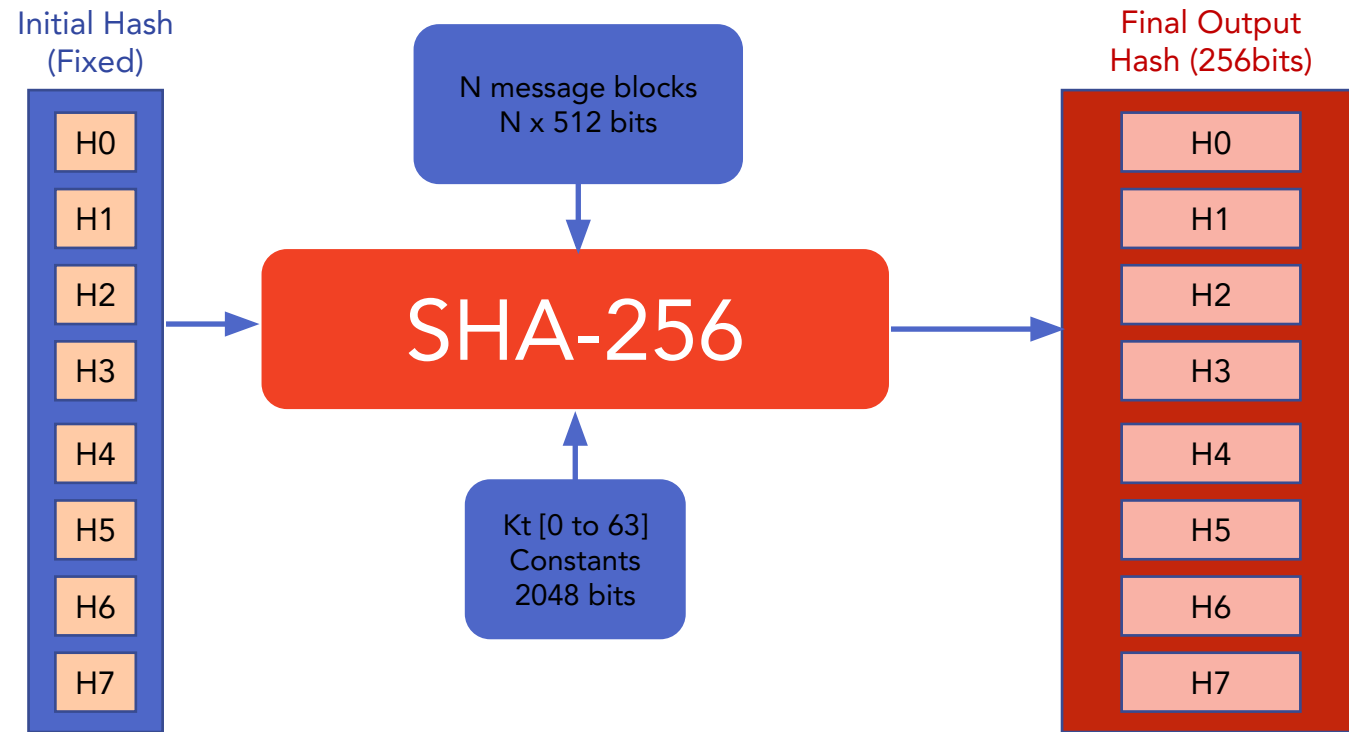 Initial Hash
(Fixed)
H0
H1
H2
H3
H4
H5
H6
H7
N message blocks
N x 512 bits
SHA-256
Kt [0 to 63]
Constants
2048 bits
Final Output
Hash (256bits)
H0
H1
H2
H3
H4
H5
H6
H7